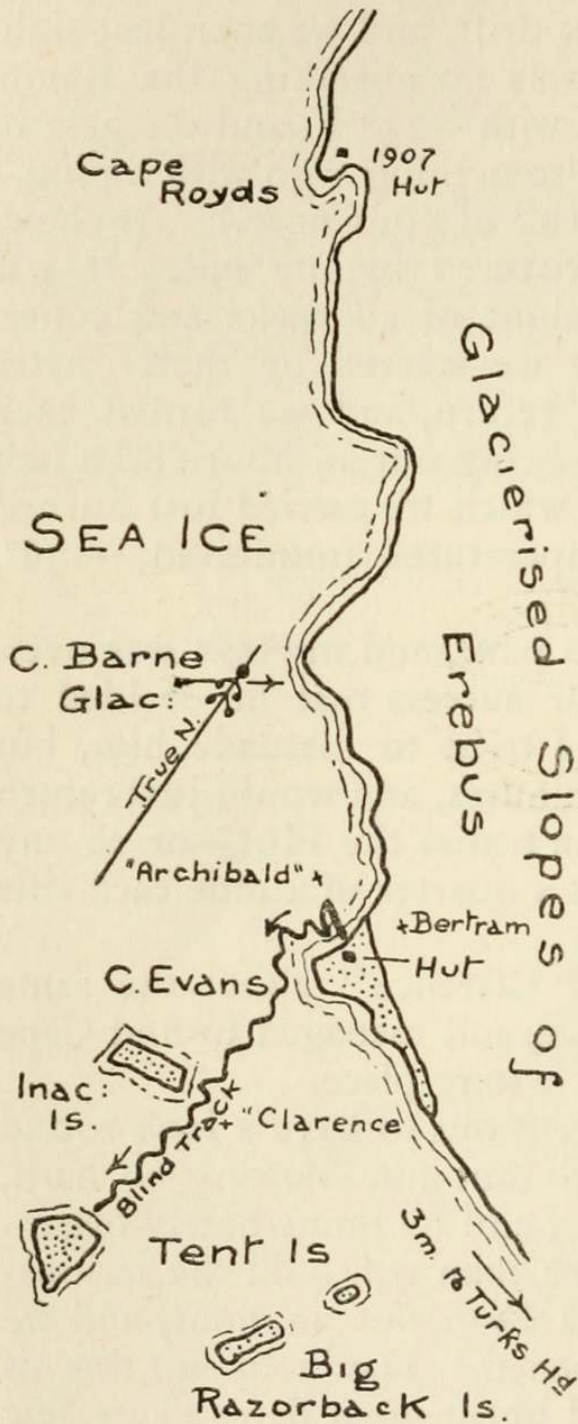 Cape
Royds
1907
Hut
Glacierised Slopes of
Erebus
SEA ICE
C. Barne
Glac:
True N.
"Archibald"
+Bertram
Hut
C. Evans
Inac:
Is.
Blind Track
+ "Clarence
Tent Is
3 m. to Turks Hd
Big
Razorback Is.